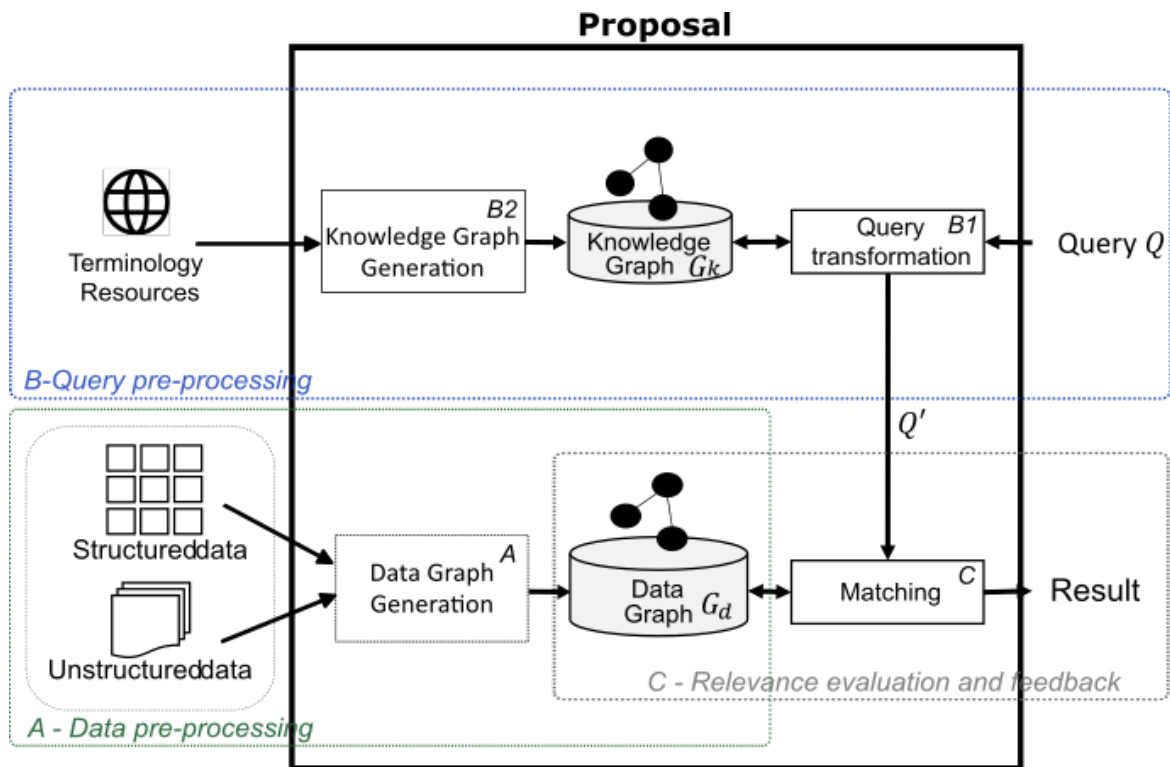 Proposal
Terminology
Resources
B2
Knowledge Graph
Generation
Knowledge
Graph Gk
B1
Query
transformation
Query Q
B-Query pre-processing
Q′
Structureddata
Unstructureddata
A
Data Graph
Generation
Data
Graph G_d
C
Matching
Result
C - Relevance evaluation and feedback
A - Data pre-processing